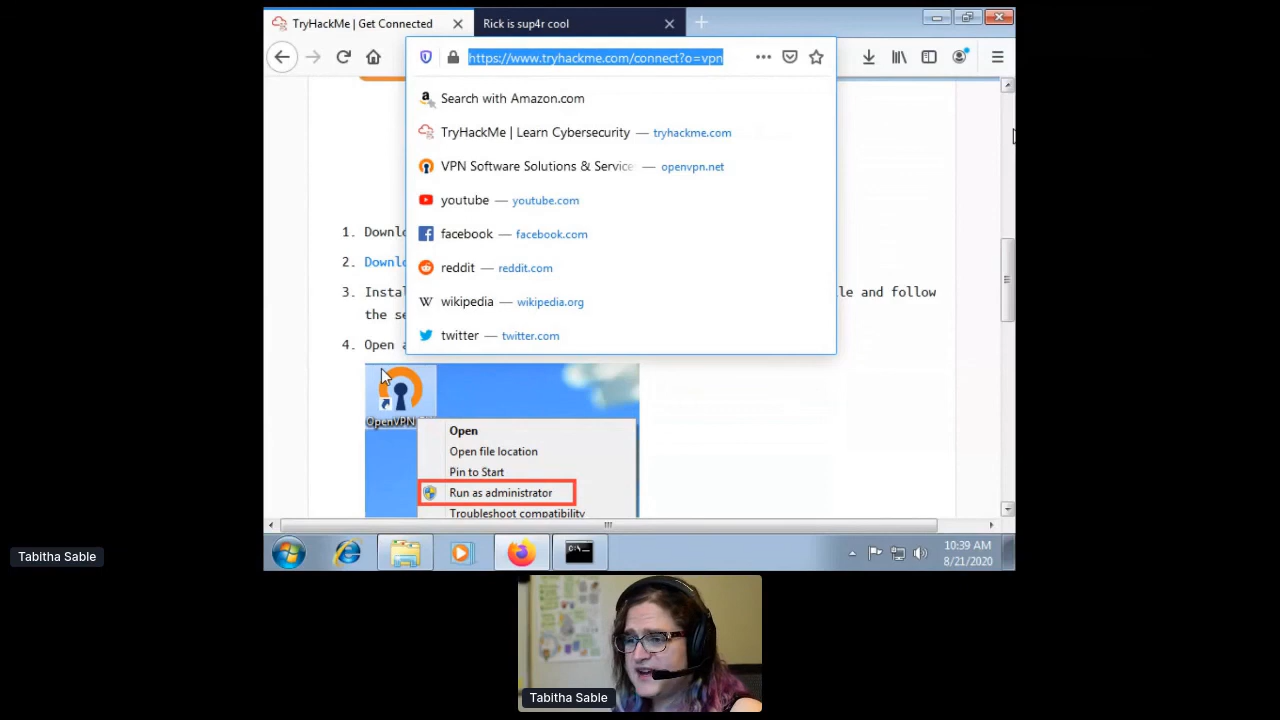 TryHackMe | Get Connected
Rick is sup4r cool
https://www.tryhackme.com/connect?o=vpn
Search with Amazon.com
TryHackMe | Learn Cybersecurity — tryhackme.com
VPN Software Solutions & Service — openvpn.net
youtube — youtube.com
facebook — facebook.com
reddit — reddit.com
wikipedia — wikipedia.org
twitter — twitter.com
1. Downl
2. Downl
3. Instal le and follow
the se
4. Open a
OpenVPN
Open
Open file location
Pin to Start
Run as administrator
Troubleshoot compatibility
10:39 AM
8/21/2020
Tabitha Sable
Tabitha Sable